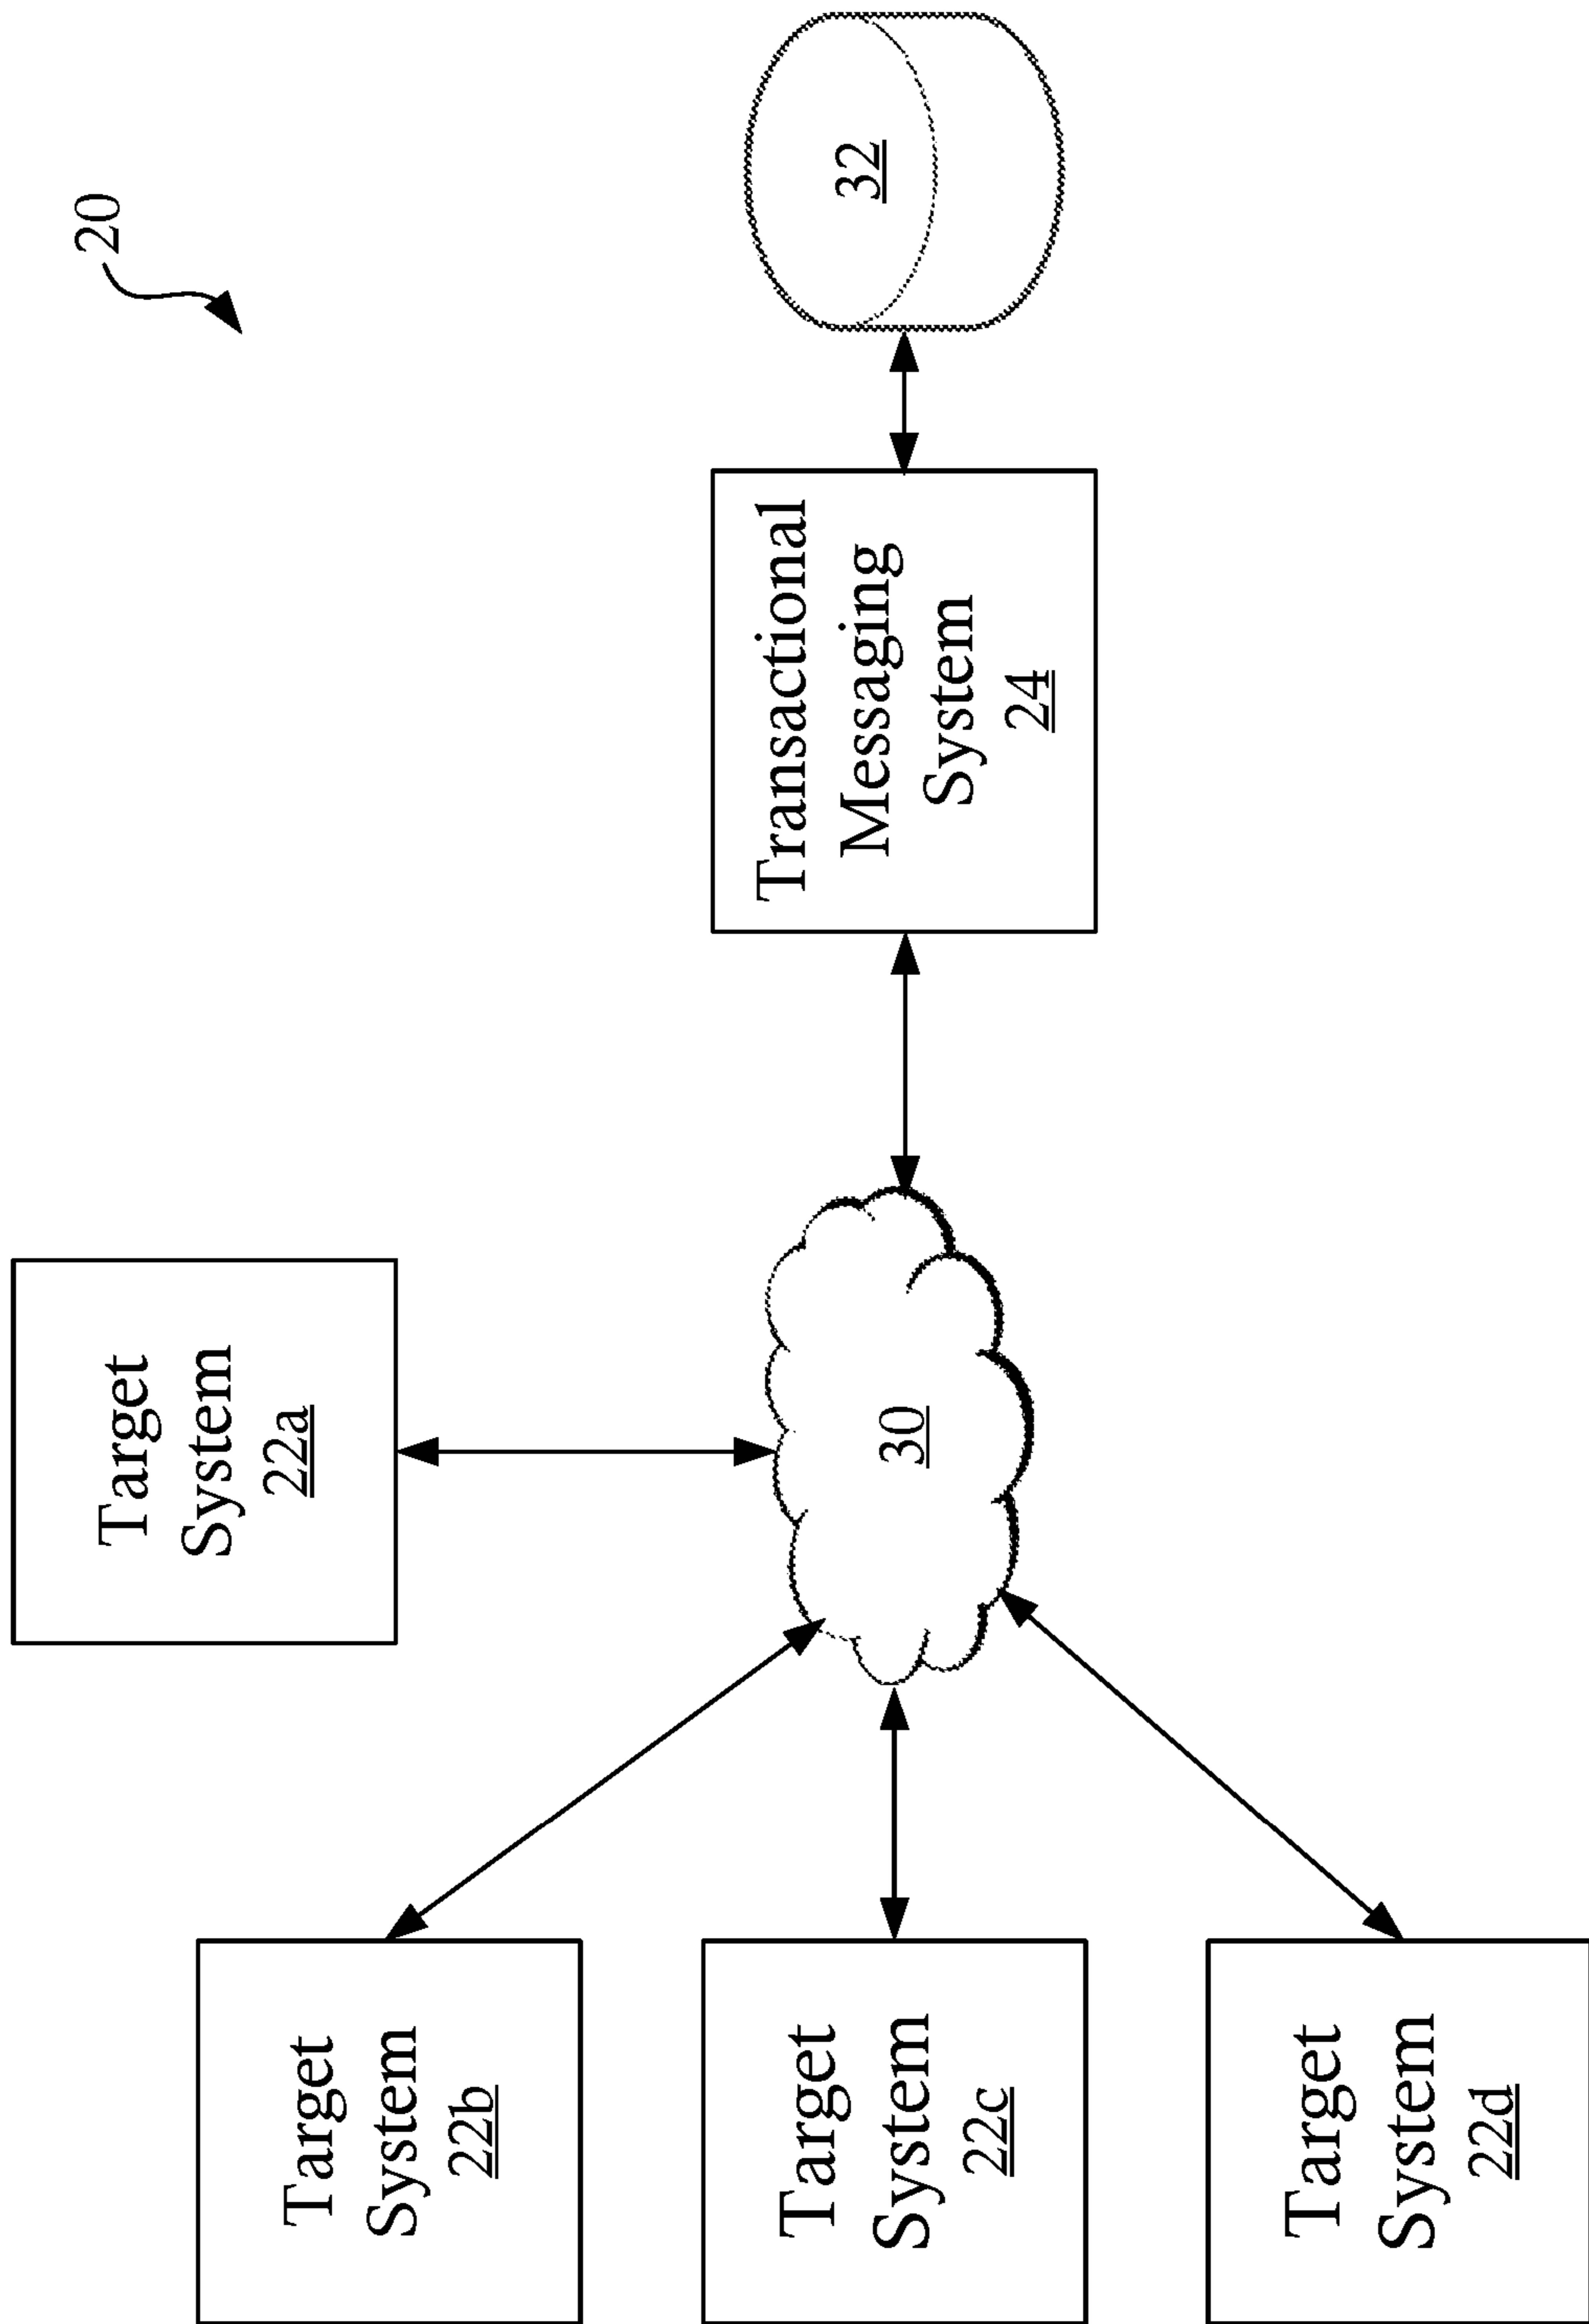 20
Target
System
22a
Target
System
22b
30
Transactional
Messaging
System
24
32
Target
System
22c
Target
System
22d